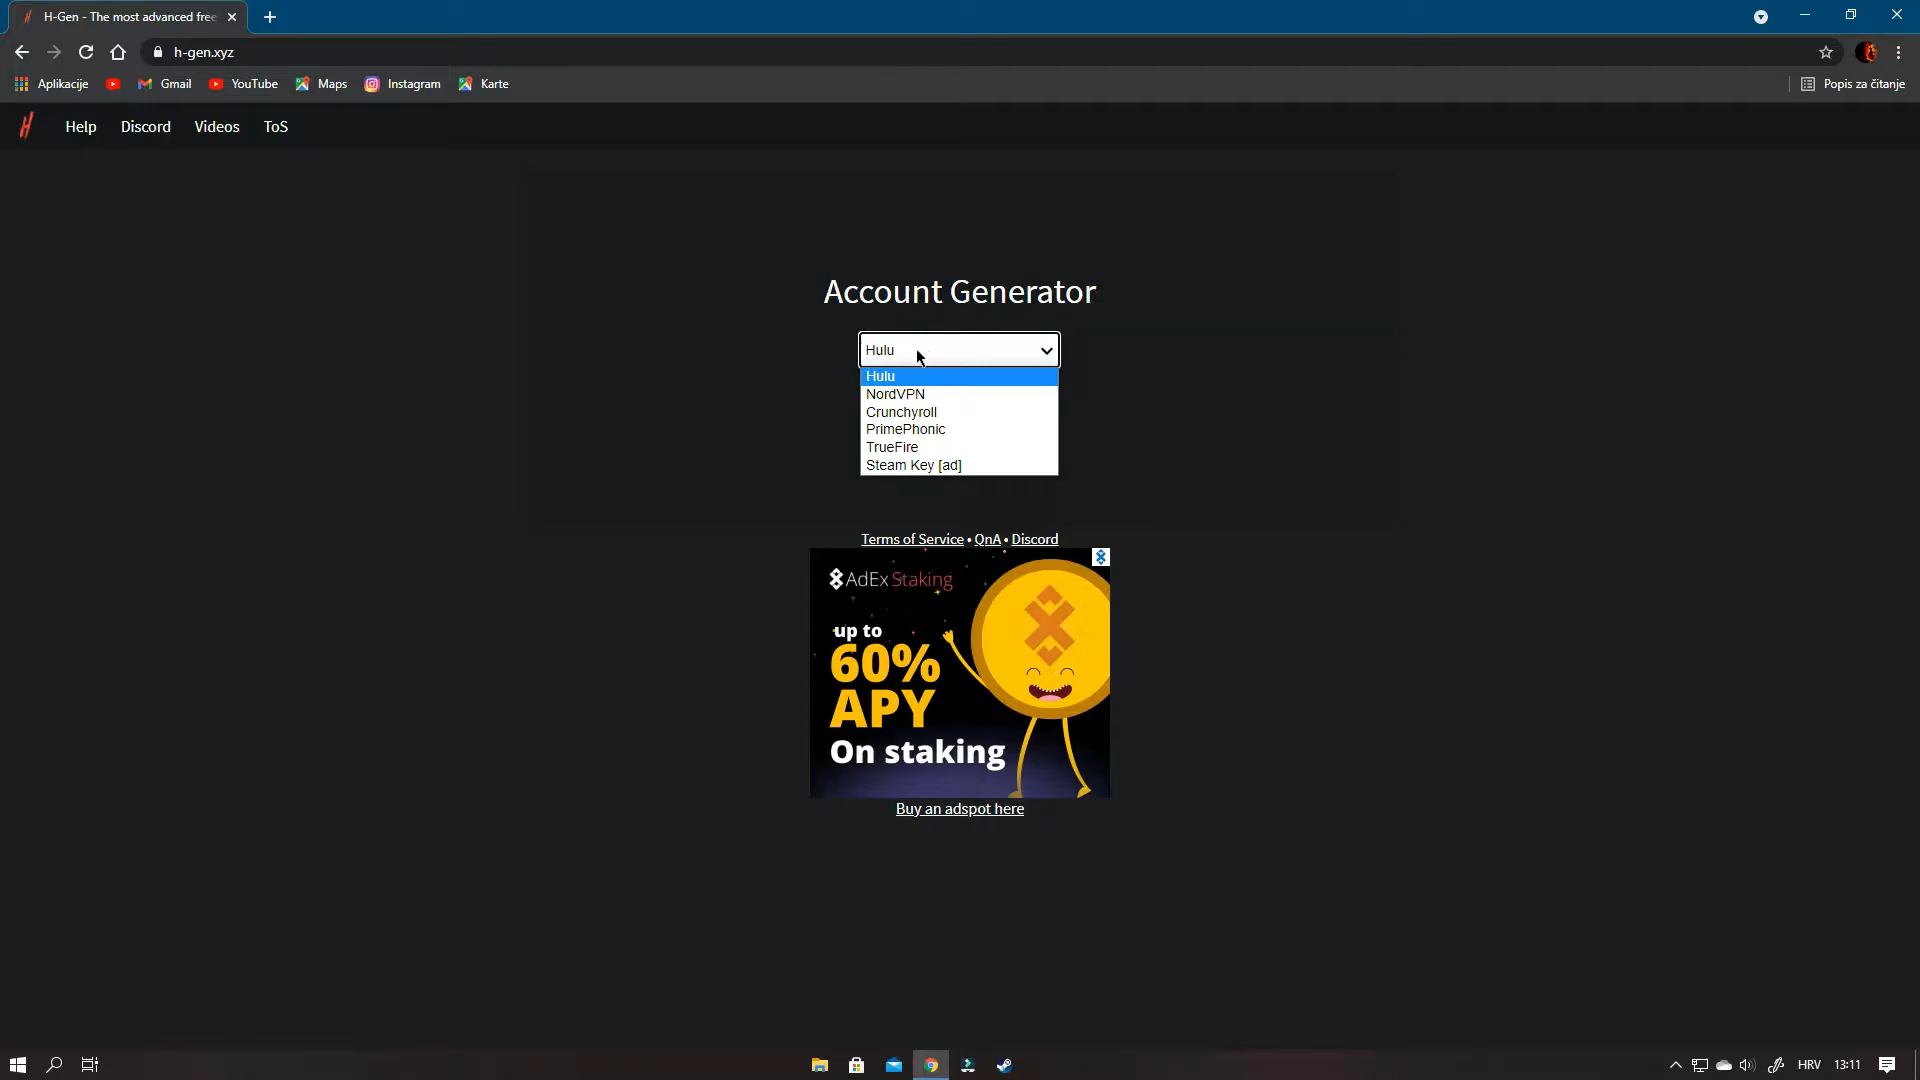 H-Gen - The most advanced free
h-gen.xyz
Aplikacije
Gmail
YouTube
Maps
Instagram
Karte
Popis za čitanje
Help
Discord
Videos
ToS
Account Generator
Hulu
Hulu
NordVPN
Crunchyroll
PrimePhonic
TrueFire
Steam Key [ad]
Terms of Service • QnA • Discord
AdEx Staking
up to
60%
APY
On staking
Buy an adspot here
HRV
13:11